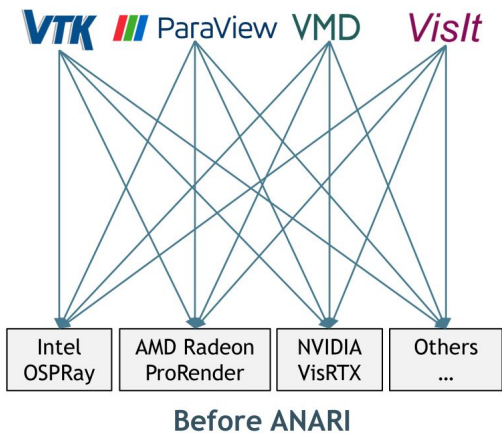 VTK ParaView VMD VisIt
Intel
OSPRay
AMD Radeon
ProRender
NVIDIA
VisRTX
Others
...
Before ANARI